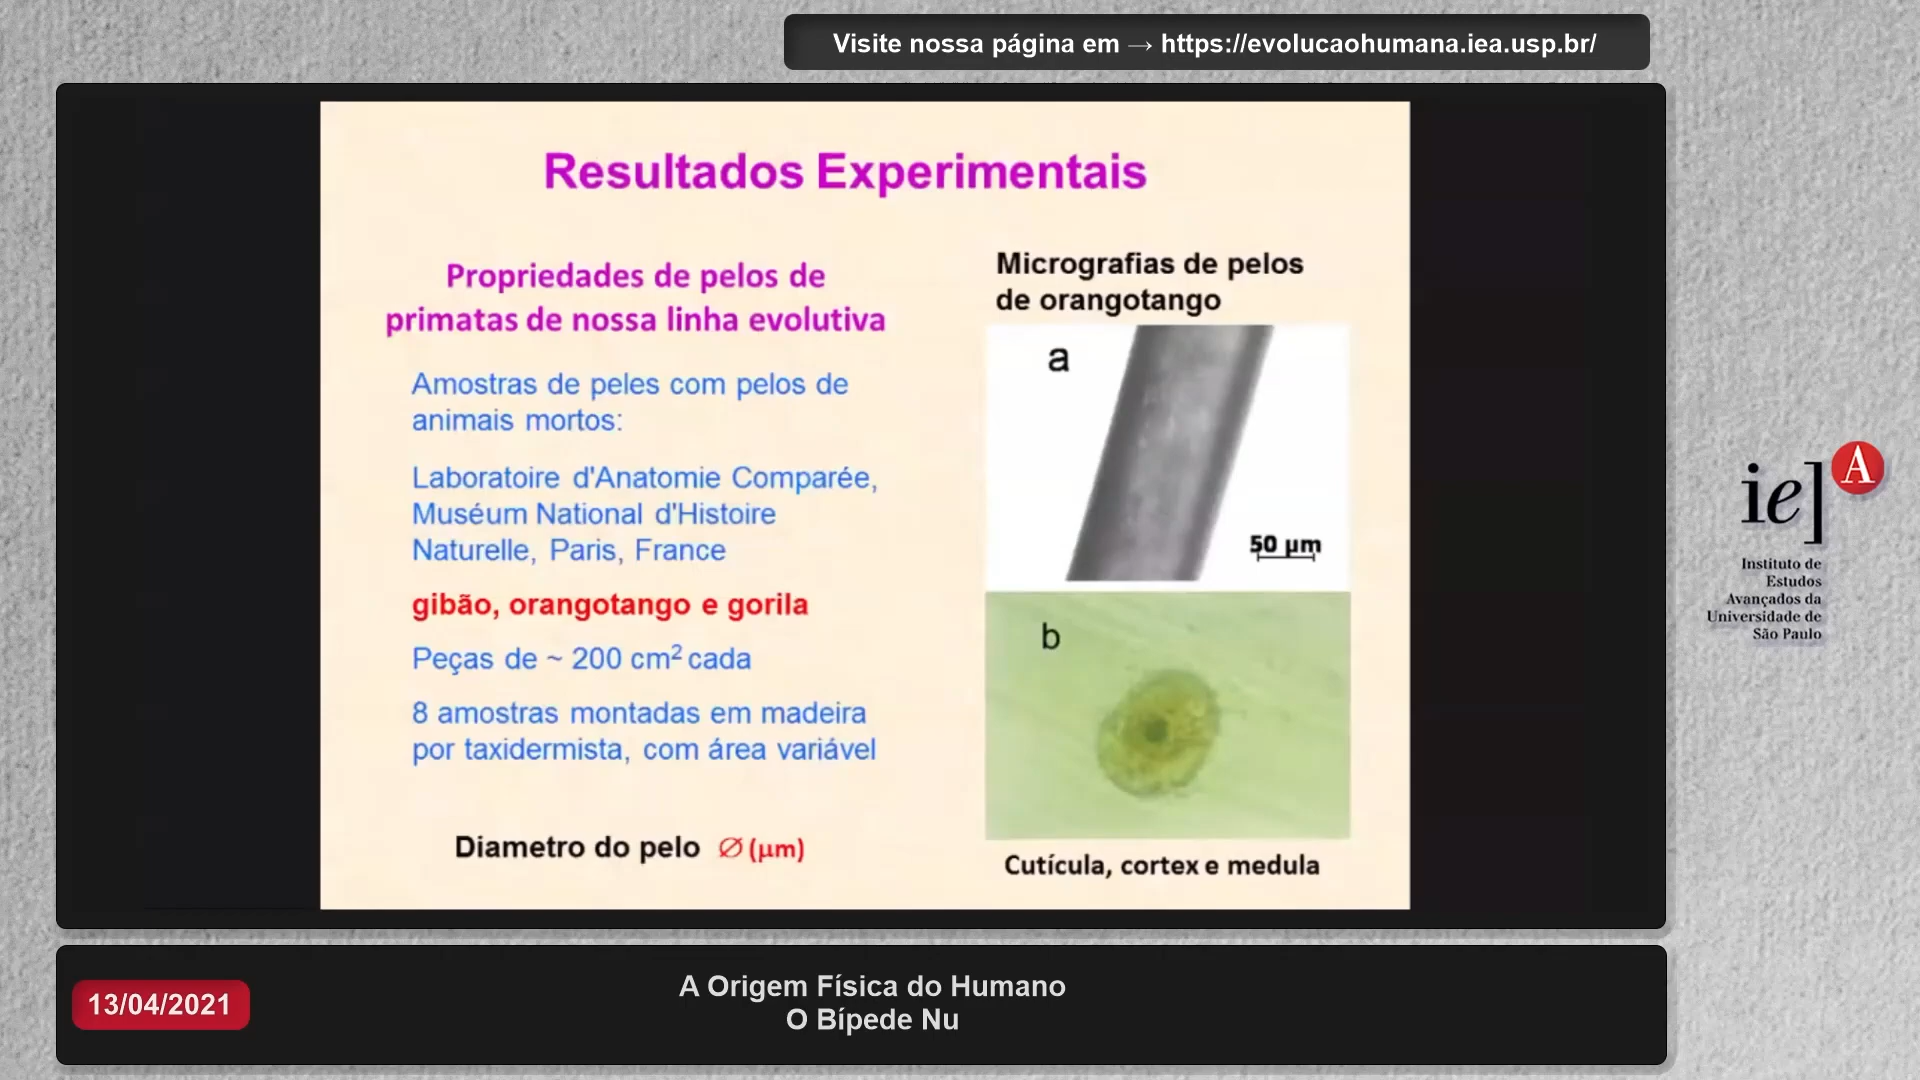 Visite nossa página em → https://evolucaohumana.iea.usp.br/
Resultados Experimentais
Propriedades de pelos de
primatas de nossa linha evolutiva
Amostras de peles com pelos de
animais mortos:
Laboratoire d'Anatomie Comparée,
Muséum National d'Histoire
Naturelle, Paris, France
gibão, orangotango e gorila
Peças de ~ 200 cm² cada
8 amostras montadas em madeira
por taxidermista, com área variável
Diametro do pelo ∅ (µm)
Micrografias de pelos
de orangotango
a
50 µm
b
Cutícula, cortex e medula
ie] A
Instituto de
Estudos
Avançados da
Universidade de
São Paulo
13/04/2021
A Origem Física do Humano
O Bípede Nu